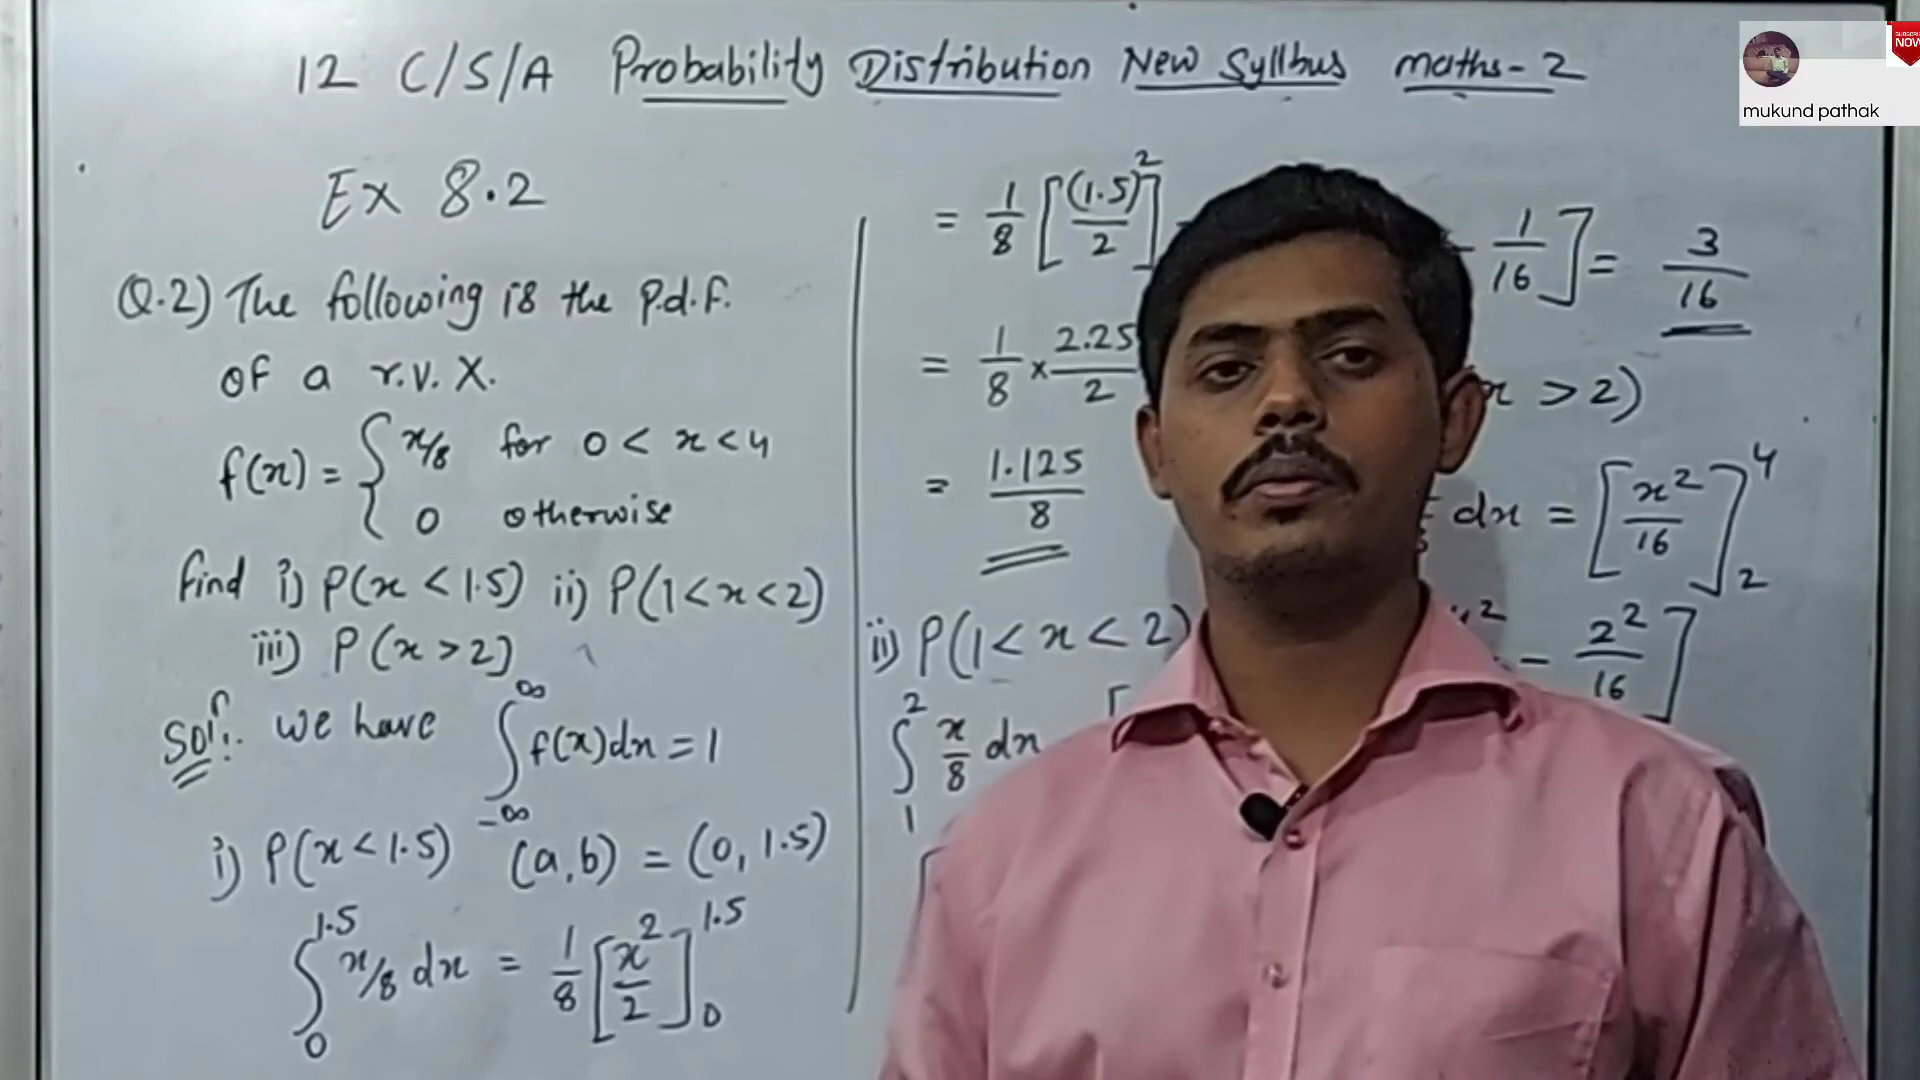 12 C/S/A Probability Distribution New Syllbus maths-2
SUBSCRIBE NOW
mukund pathak
Ex 8.2
Q.2) The following is the p.d.f.
of a r.v. X.
f(x) = { x/8 for 0 < x < 4
0 otherwise
find i) P(x < 1.5) ii) P(1 < x < 2)
iii) P(x > 2)
Solⁿ: we have ∫_{-∞}^{∞} f(x)dx = 1
i) P(x < 1.5) (a,b) = (0, 1.5)
∫_0^{1.5} x/8 dx = 1/8 [x²/2]_0^{1.5}
= 1/8 [(1.5)²/2]
= 1/8 × 2.25/2
= 1.125/8
ii) P(1 < x < 2)
∫_1^2 x/8 dx
- 1/16] = 3/16
x > 2)
dx = [x²/16]_2^4
- 2²/16]